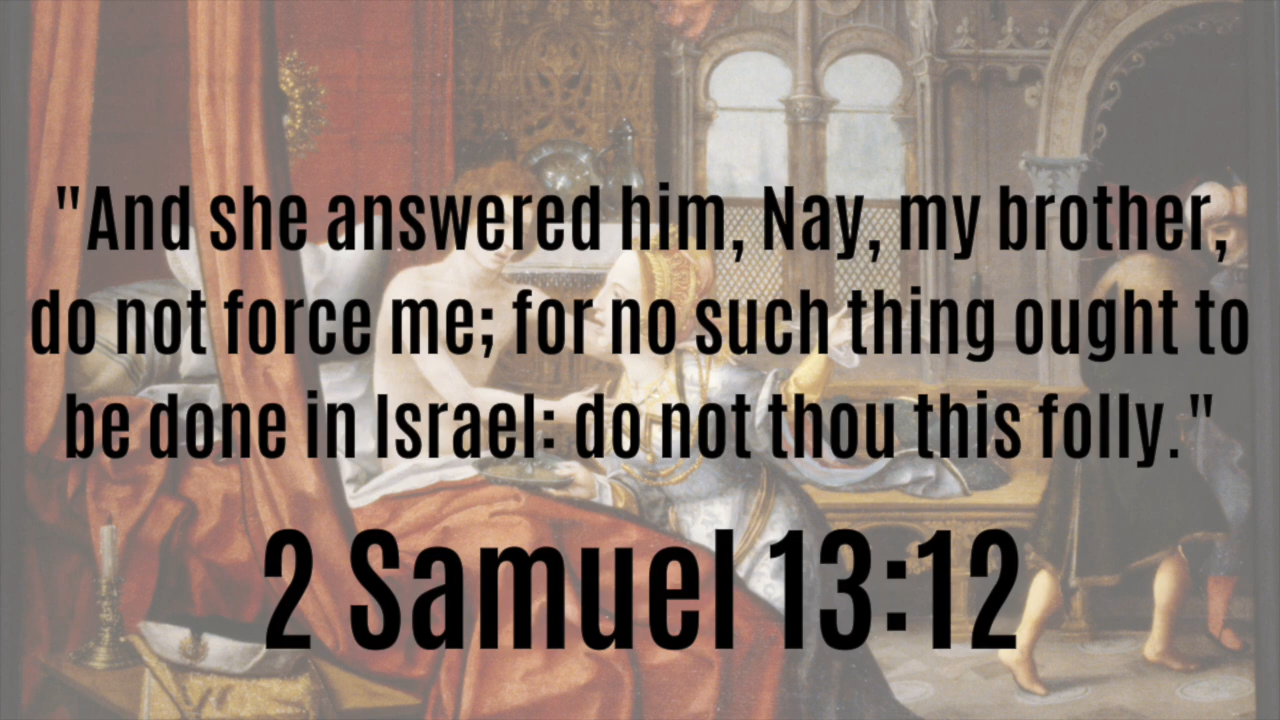 "And she answered him, Nay, my brother,
do not force me; for no such thing ought to
be done in Israel: do not thou this folly."
2 Samuel 13:12